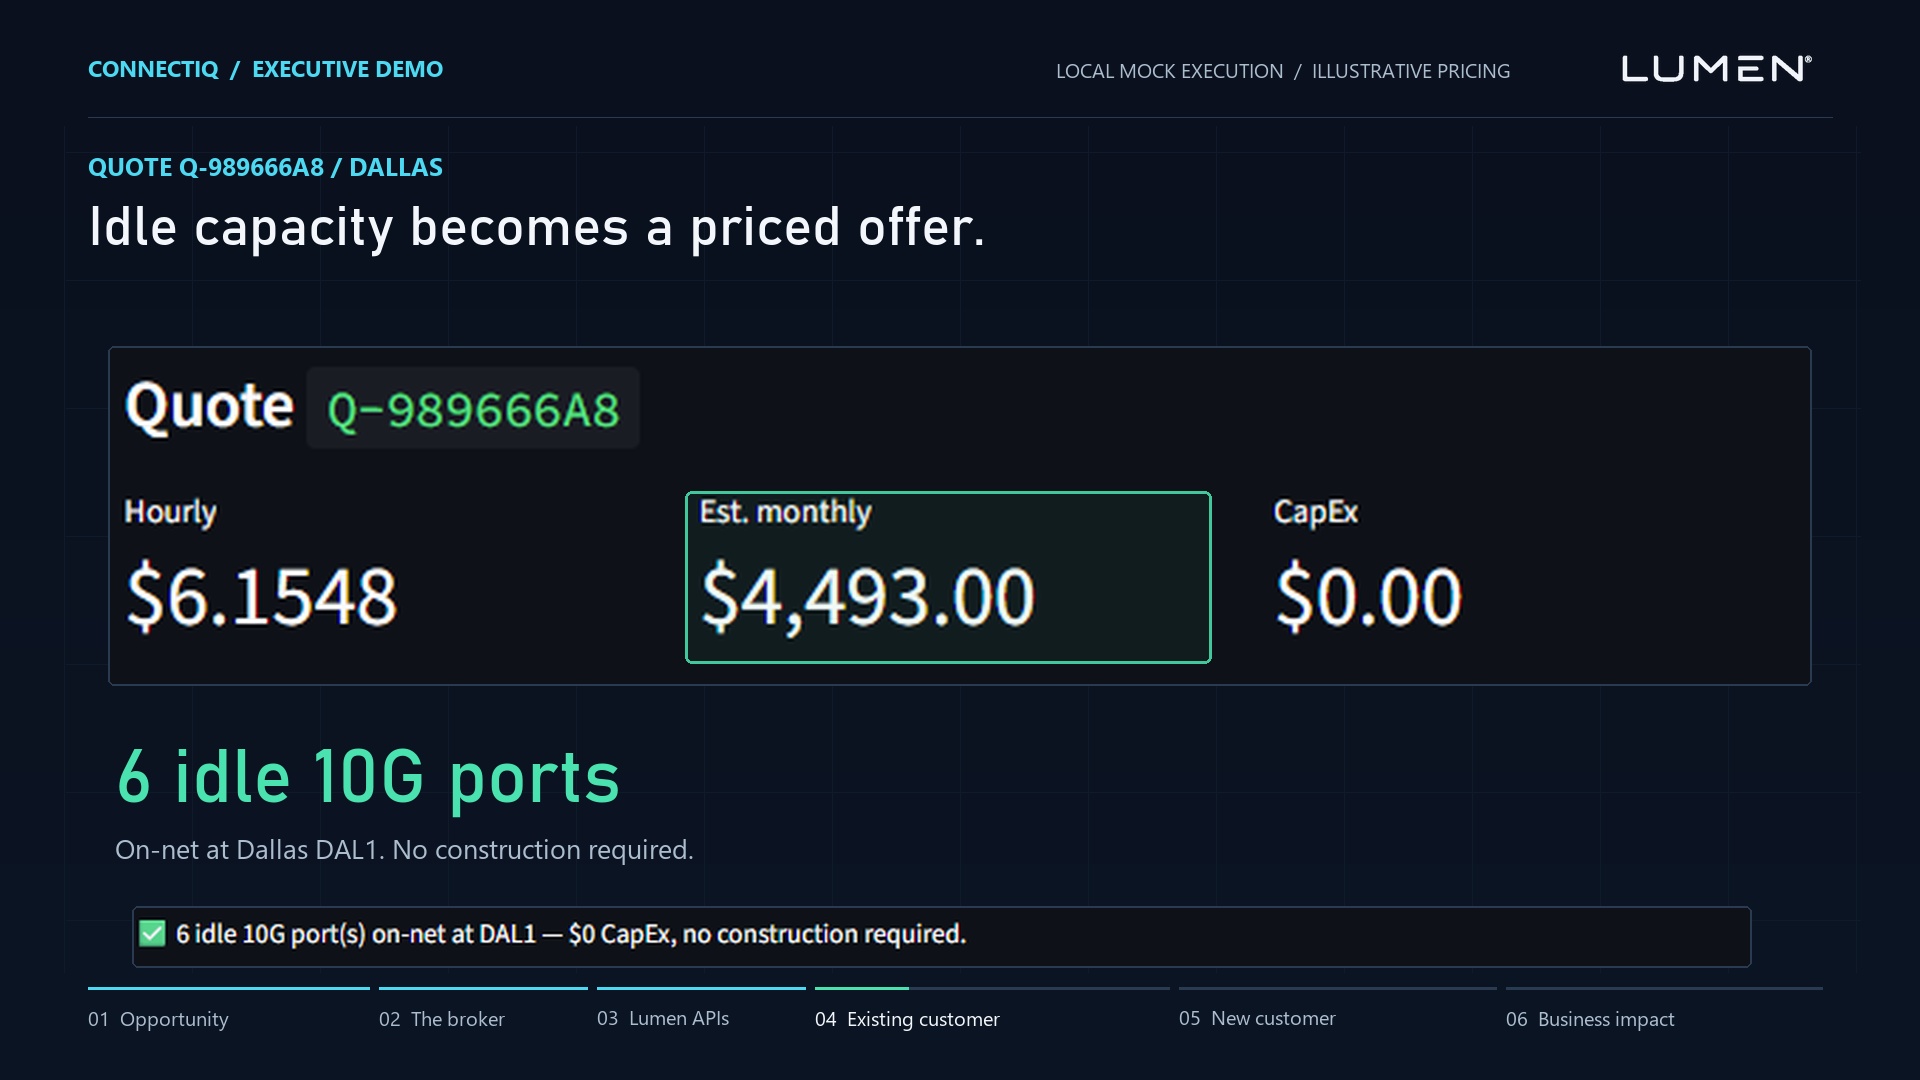 CONNECTIQ / EXECUTIVE DEMO
LOCAL MOCK EXECUTION / ILLUSTRATIVE PRICING
LUMEN®
QUOTE Q-989666A8 / DALLAS
Idle capacity becomes a priced offer.
Quote Q-989666A8
Hourly
$6.1548
Est. monthly
$4,493.00
CapEx
$0.00
6 idle 10G ports
On-net at Dallas DAL1. No construction required.
✅ 6 idle 10G port(s) on-net at DAL1 — $0 CapEx, no construction required.
01 Opportunity
02 The broker
03 Lumen APIs
04 Existing customer
05 New customer
06 Business impact